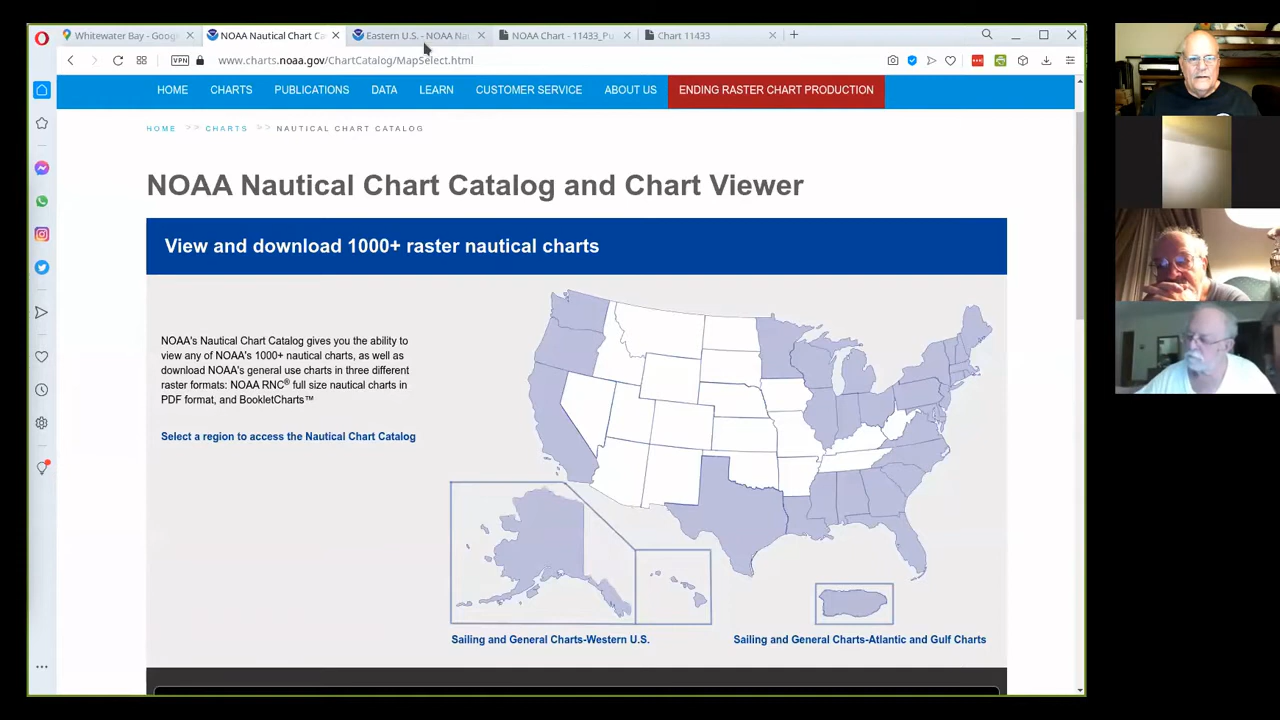 Whitewater Bay - Goog
NOAA Nautical Chart Ca
Eastern U.S. - NOAA Na
NOAA Chart - 11433_Pu
Chart 11433
VPN
www.charts.noaa.gov/ChartCatalog/MapSelect.html
HOME
CHARTS
PUBLICATIONS
DATA
LEARN
CUSTOMER SERVICE
ABOUT US
ENDING RASTER CHART PRODUCTION
HOME >> CHARTS >> NAUTICAL CHART CATALOG
NOAA Nautical Chart Catalog and Chart Viewer
View and download 1000+ raster nautical charts
NOAA's Nautical Chart Catalog gives you the ability to
view any of NOAA's 1000+ nautical charts, as well as
download NOAA's general use charts in three different
raster formats: NOAA RNC® full size nautical charts in
PDF format, and BookletCharts™
Select a region to access the Nautical Chart Catalog
Sailing and General Charts-Western U.S.
Sailing and General Charts-Atlantic and Gulf Charts